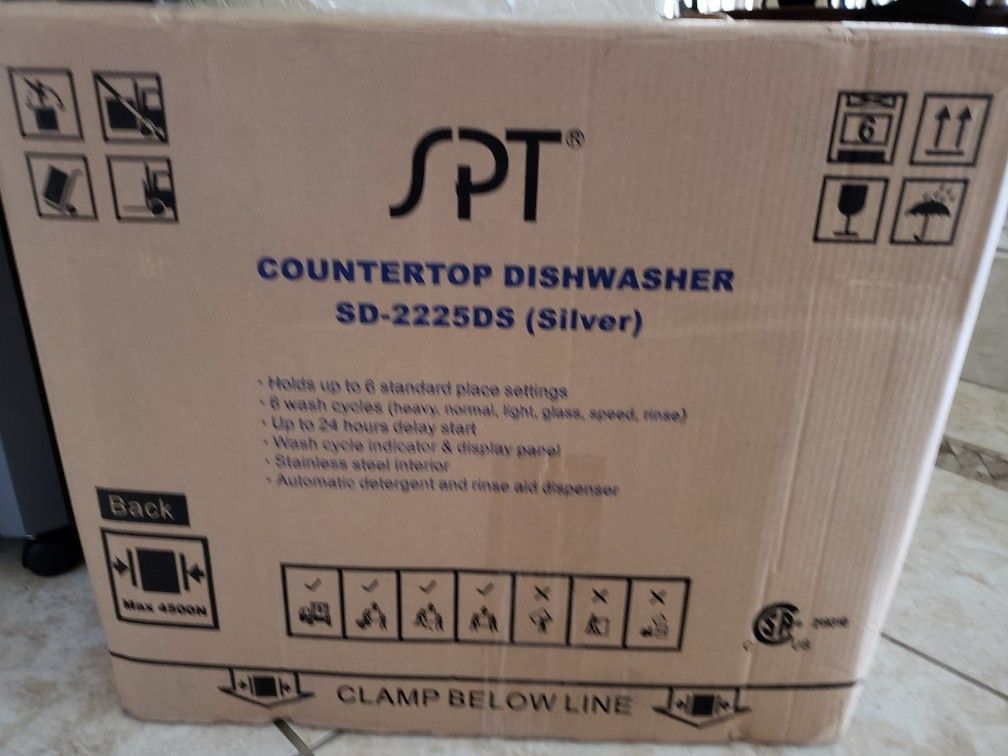 6
SPT®
COUNTERTOP DISHWASHER
SD-2225DS (Silver)
· Holds up to 6 standard place settings
· 6 wash cycles (heavy, normal, light, glass, speed, rinse)
· Up to 24 hours delay start
· Wash cycle indicator & display panel
· Stainless steel interior
· Automatic detergent and rinse aid dispenser
Back
Max 4500N
C US
CLAMP BELOW LINE